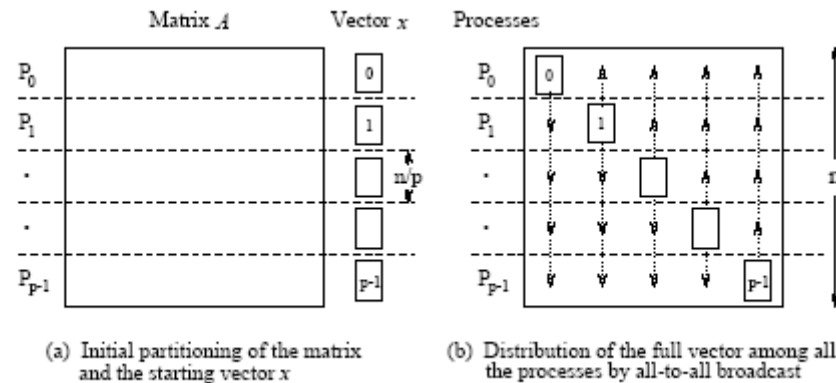 Matrix A
Vector x
Processes
P0
0
P1
1
n/p
Pp-1
p-1
P0
0
P1
1
n
Pp-1
p-1
(a) Initial partitioning of the matrix
and the starting vector x
(b) Distribution of the full vector among all
the processes by all-to-all broadcast